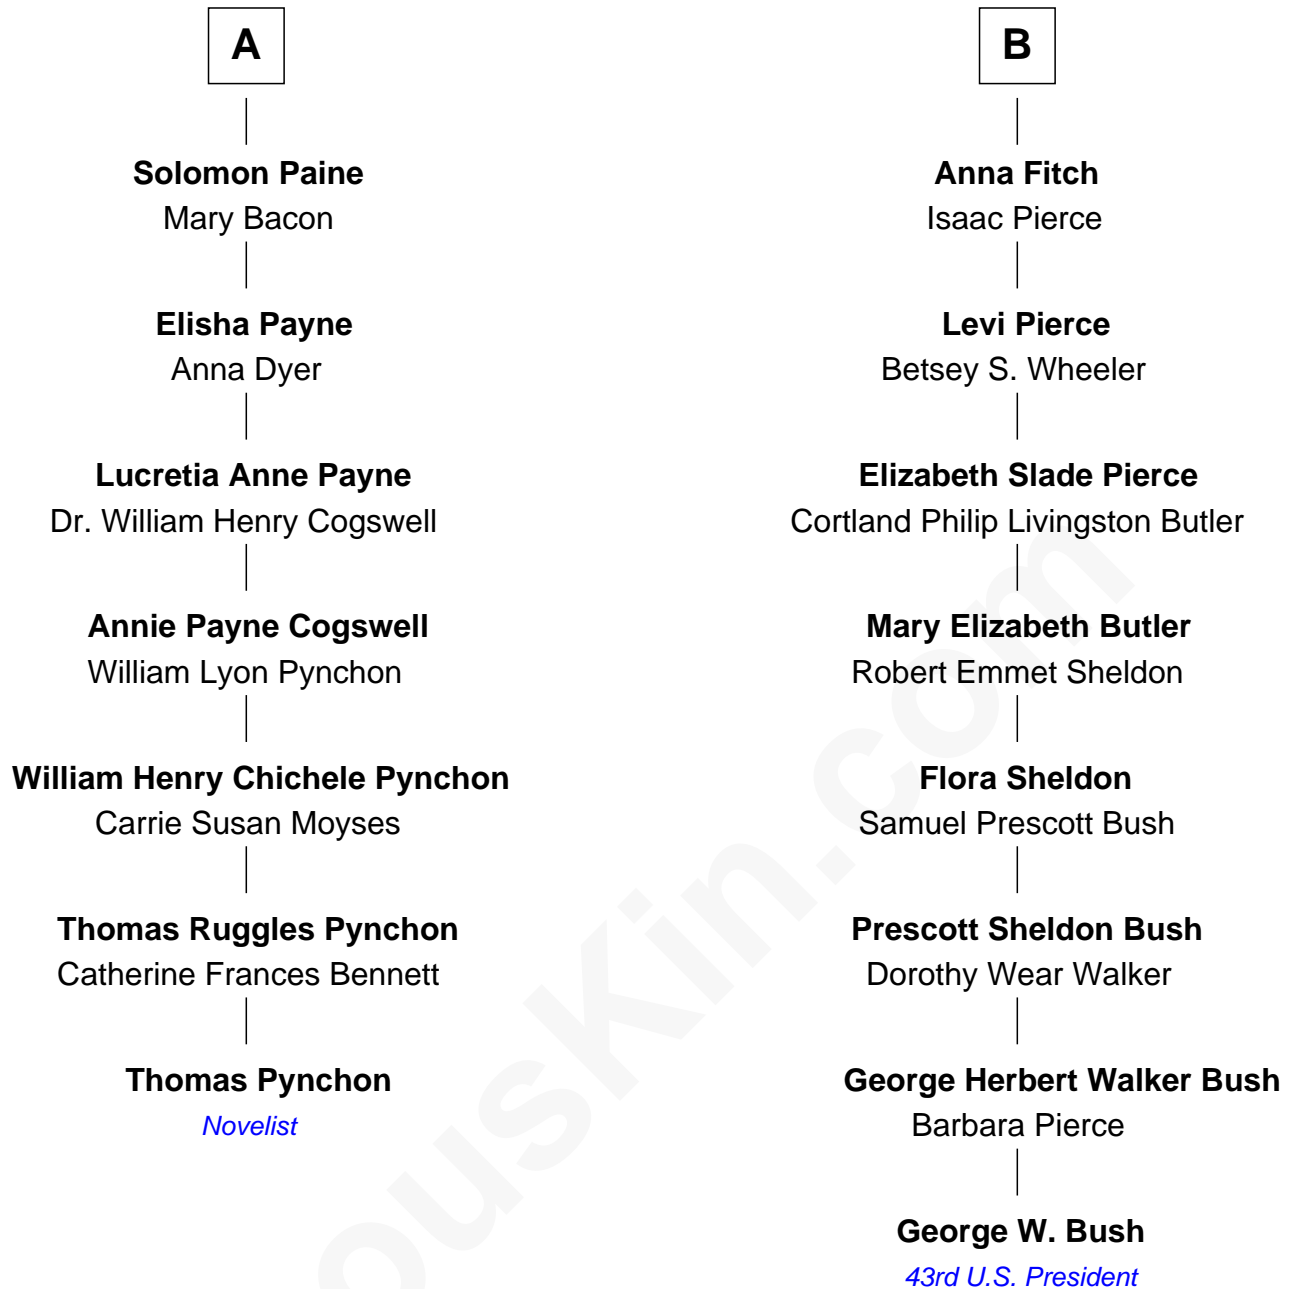 A
Solomon Paine
Mary Bacon
Elisha Payne
Anna Dyer
Lucretia Anne Payne
Dr. William Henry Cogswell
Annie Payne Cogswell
William Lyon Pynchon
William Henry Chichele Pynchon
Carrie Susan Moyses
Thomas Ruggles Pynchon
Catherine Frances Bennett
Thomas Pynchon
Novelist
B
Anna Fitch
Isaac Pierce
Levi Pierce
Betsey S. Wheeler
Elizabeth Slade Pierce
Cortland Philip Livingston Butler
Mary Elizabeth Butler
Robert Emmet Sheldon
Flora Sheldon
Samuel Prescott Bush
Prescott Sheldon Bush
Dorothy Wear Walker
George Herbert Walker Bush
Barbara Pierce
George W. Bush
43rd U.S. President
ousKin.com